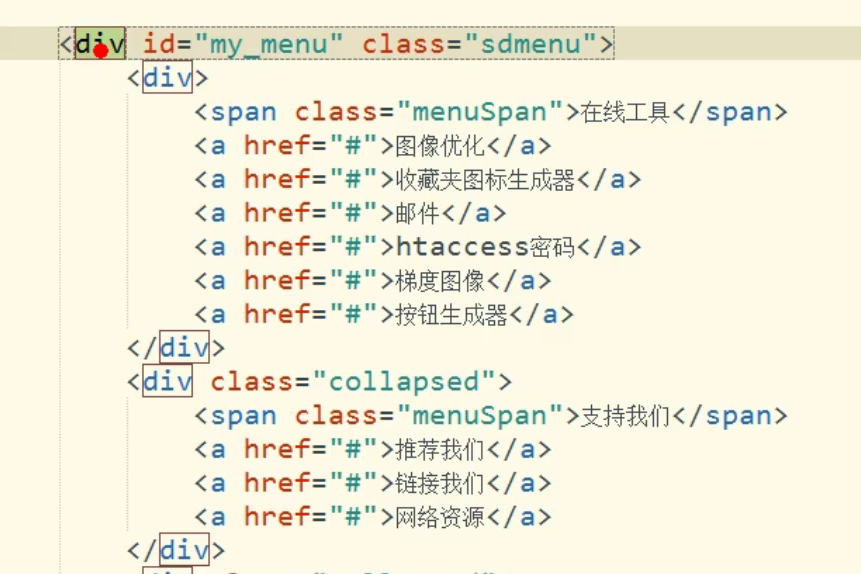 <div id="my_menu" class="sdmenu">
<div>
<span class="menuSpan">在线工具</span>
<a href="#">图像优化</a>
<a href="#">收藏夹图标生成器</a>
<a href="#">邮件</a>
<a href="#">htaccess密码</a>
<a href="#">梯度图像</a>
<a href="#">按钮生成器</a>
</div>
<div class="collapsed">
<span class="menuSpan">支持我们</span>
<a href="#">推荐我们</a>
<a href="#">链接我们</a>
<a href="#">网络资源</a>
</div>